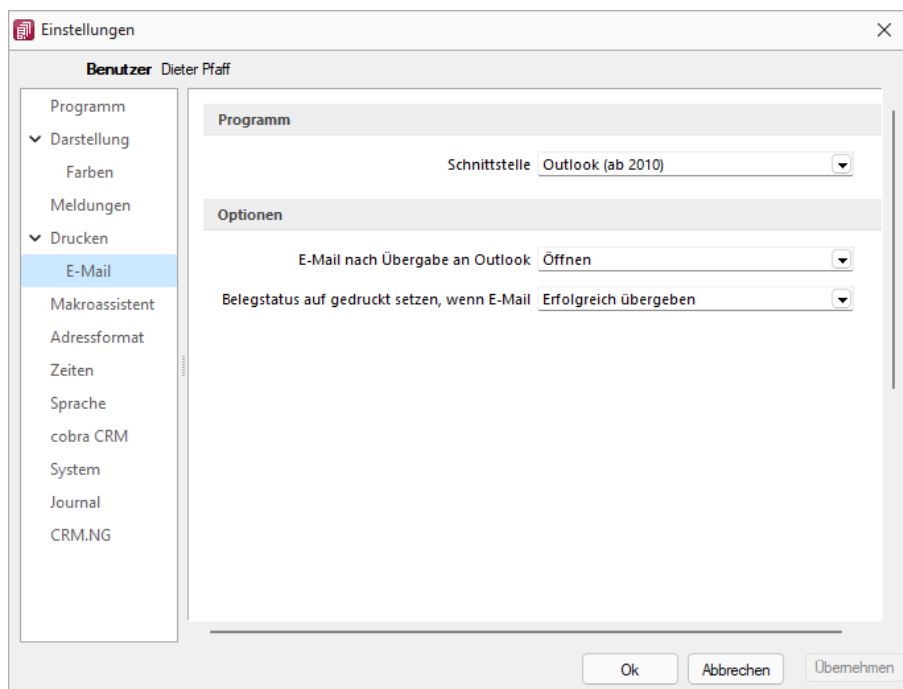 Einstellungen
Benutzer Dieter Pfaff
Programm
Darstellung
Farben
Meldungen
Drucken
E-Mail
Makroassistent
Adressformat
Zeiten
Sprache
cobra CRM
System
Journal
CRM.NG
Programm
Schnittstelle Outlook (ab 2010)
Optionen
E-Mail nach Übergabe an Outlook Öffnen
Belegstatus auf gedruckt setzen, wenn E-Mail Erfolgreich übergeben
Ok Abbrechen Übernehmen